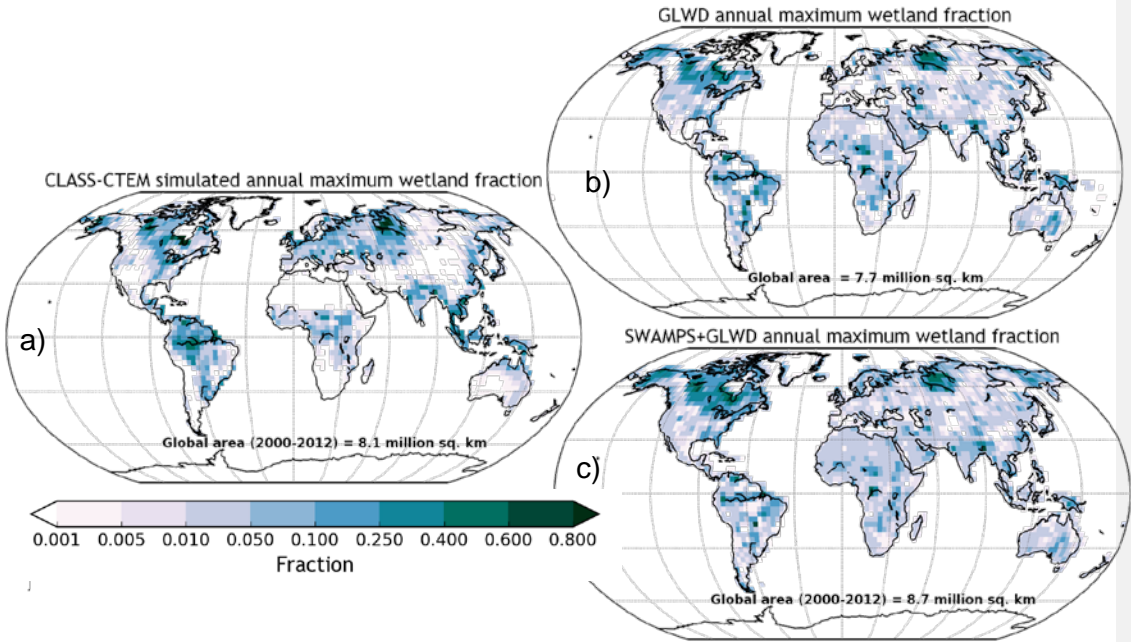 GLWD annual maximum wetland fraction
b)
Global area = 7.7 million sq. km
CLASS-CTEM simulated annual maximum wetland fraction
a)
Global area (2000-2012) = 8.1 million sq. km
SWAMPS+GLWD annual maximum wetland fraction
c)
Global area (2000-2012) = 8.7 million sq. km
0.001 0.005 0.010 0.050 0.100 0.250 0.400 0.600 0.800
Fraction